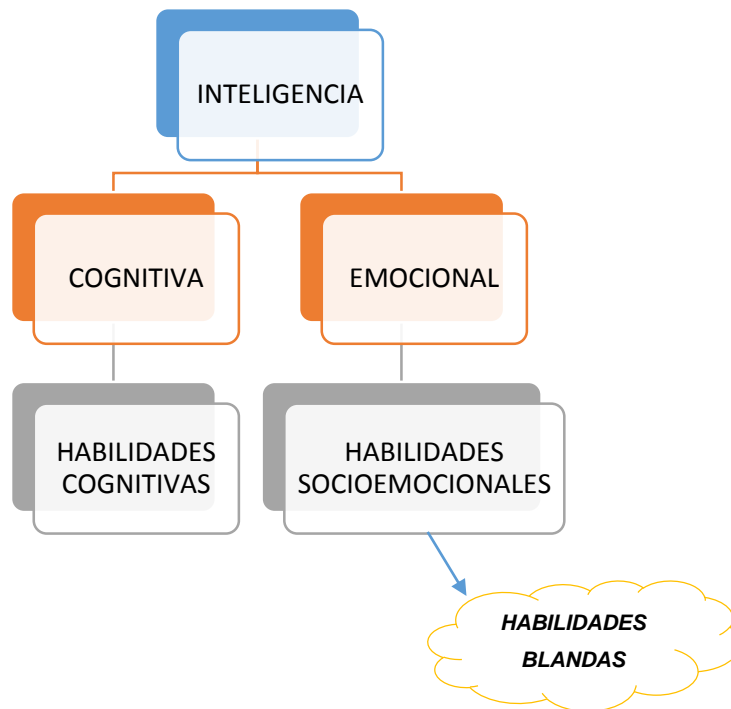 INTELIGENCIA
COGNITIVA
EMOCIONAL
HABILIDADES
COGNITIVAS
HABILIDADES
SOCIOEMOCIONALES
HABILIDADES
BLANDAS